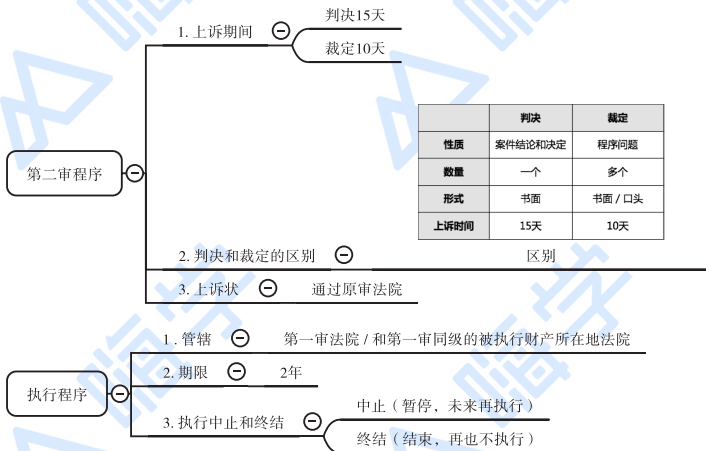 判决15天
1. 上诉期间
裁定10天
判决 裁定
性质 案件结论和决定 程序问题
数量 一个 多个
形式 书面 书面 / 口头
上诉时间 15天 10天
第二审程序
2. 判决和裁定的区别 区别
3. 上诉状 通过原审法院
1 . 管辖 第一审法院 / 和第一审同级的被执行财产所在地法院
2. 期限 2年
执行程序
中止（暂停，未来再执行）
3. 执行中止和终结
终结（结束，再也不执行）
嗨学
嗨学